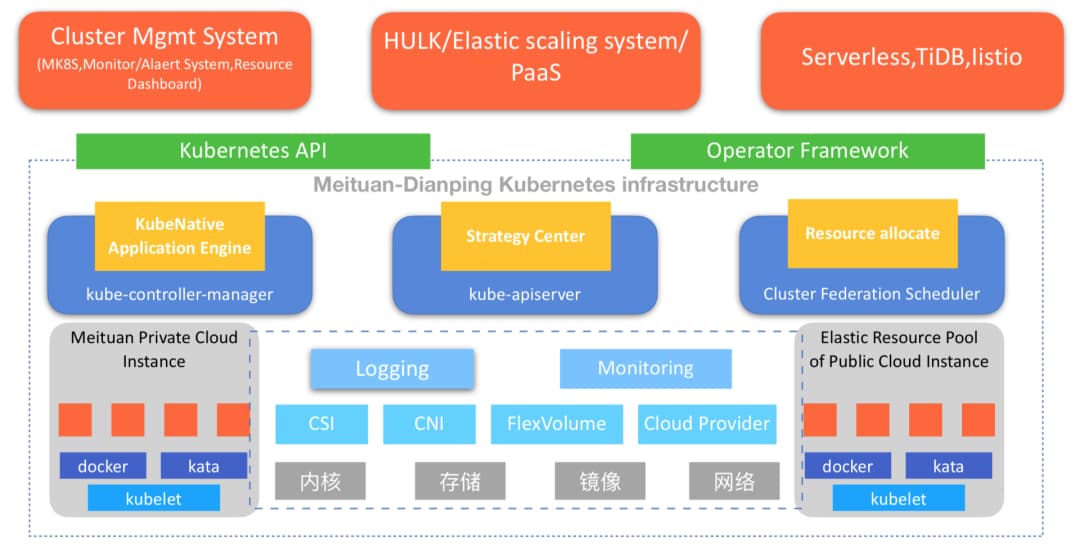 Cluster Mgmt System
(MK8S,Monitor/Alaert System,Resource
Dashboard)
HULK/Elastic scaling system/
PaaS
Serverless,TiDB,Iistio
Kubernetes API
Operator Framework
Meituan-Dianping Kubernetes infrastructure
KubeNative
Application Engine
kube-controller-manager
Strategy Center
kube-apiserver
Resource allocate
Cluster Federation Scheduler
Meituan Private Cloud
Instance
docker
kata
kubelet
Logging
Monitoring
CSI
CNI
FlexVolume
Cloud Provider
内核
存储
镜像
网络
Elastic Resource Pool
of Public Cloud Instance
docker
kata
kubelet